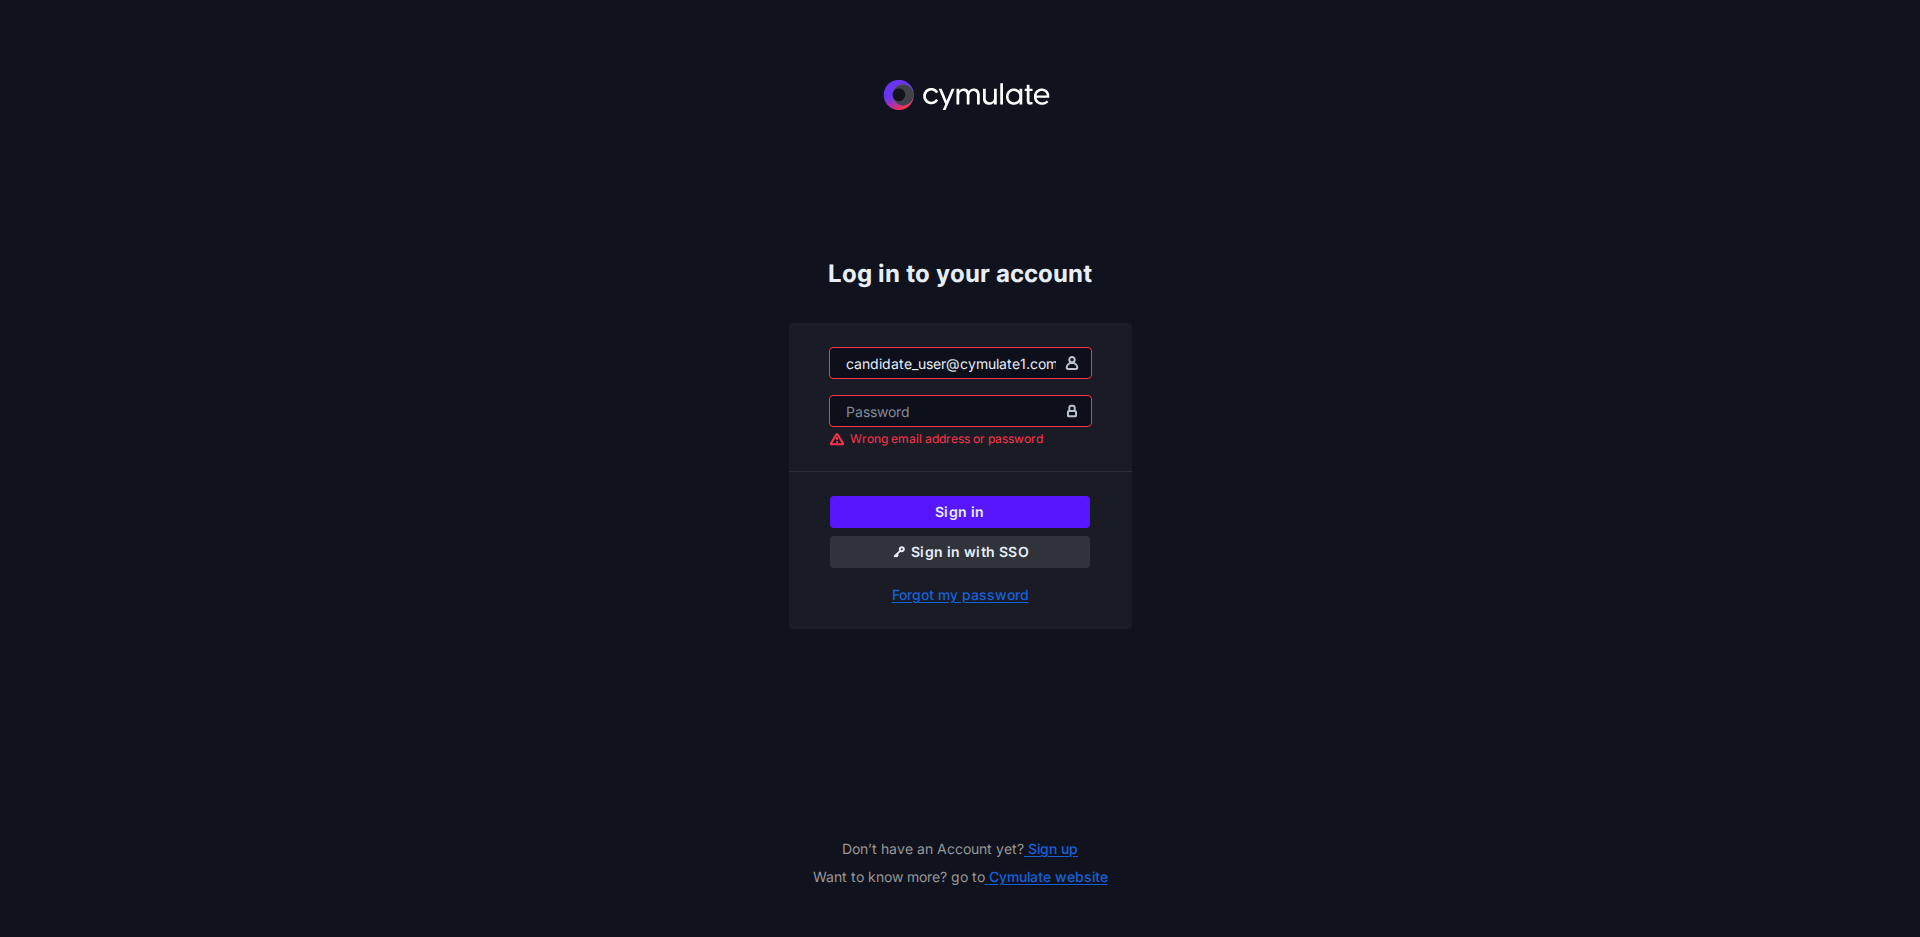 cymulate
Log in to your account
candidate_user@cymulate1.com
Password
Wrong email address or password
Sign in
Sign in with SSO
Forgot my password
Don't have an Account yet? Sign up
Want to know more? go to Cymulate website